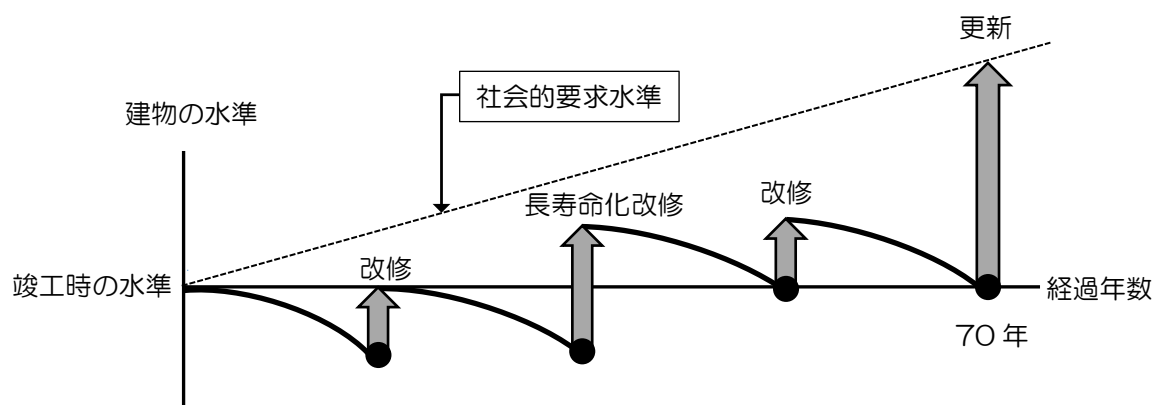 更新
社会的要求水準
建物の水準
長寿命化改修
改修
改修
竣工時の水準
経過年数
70年